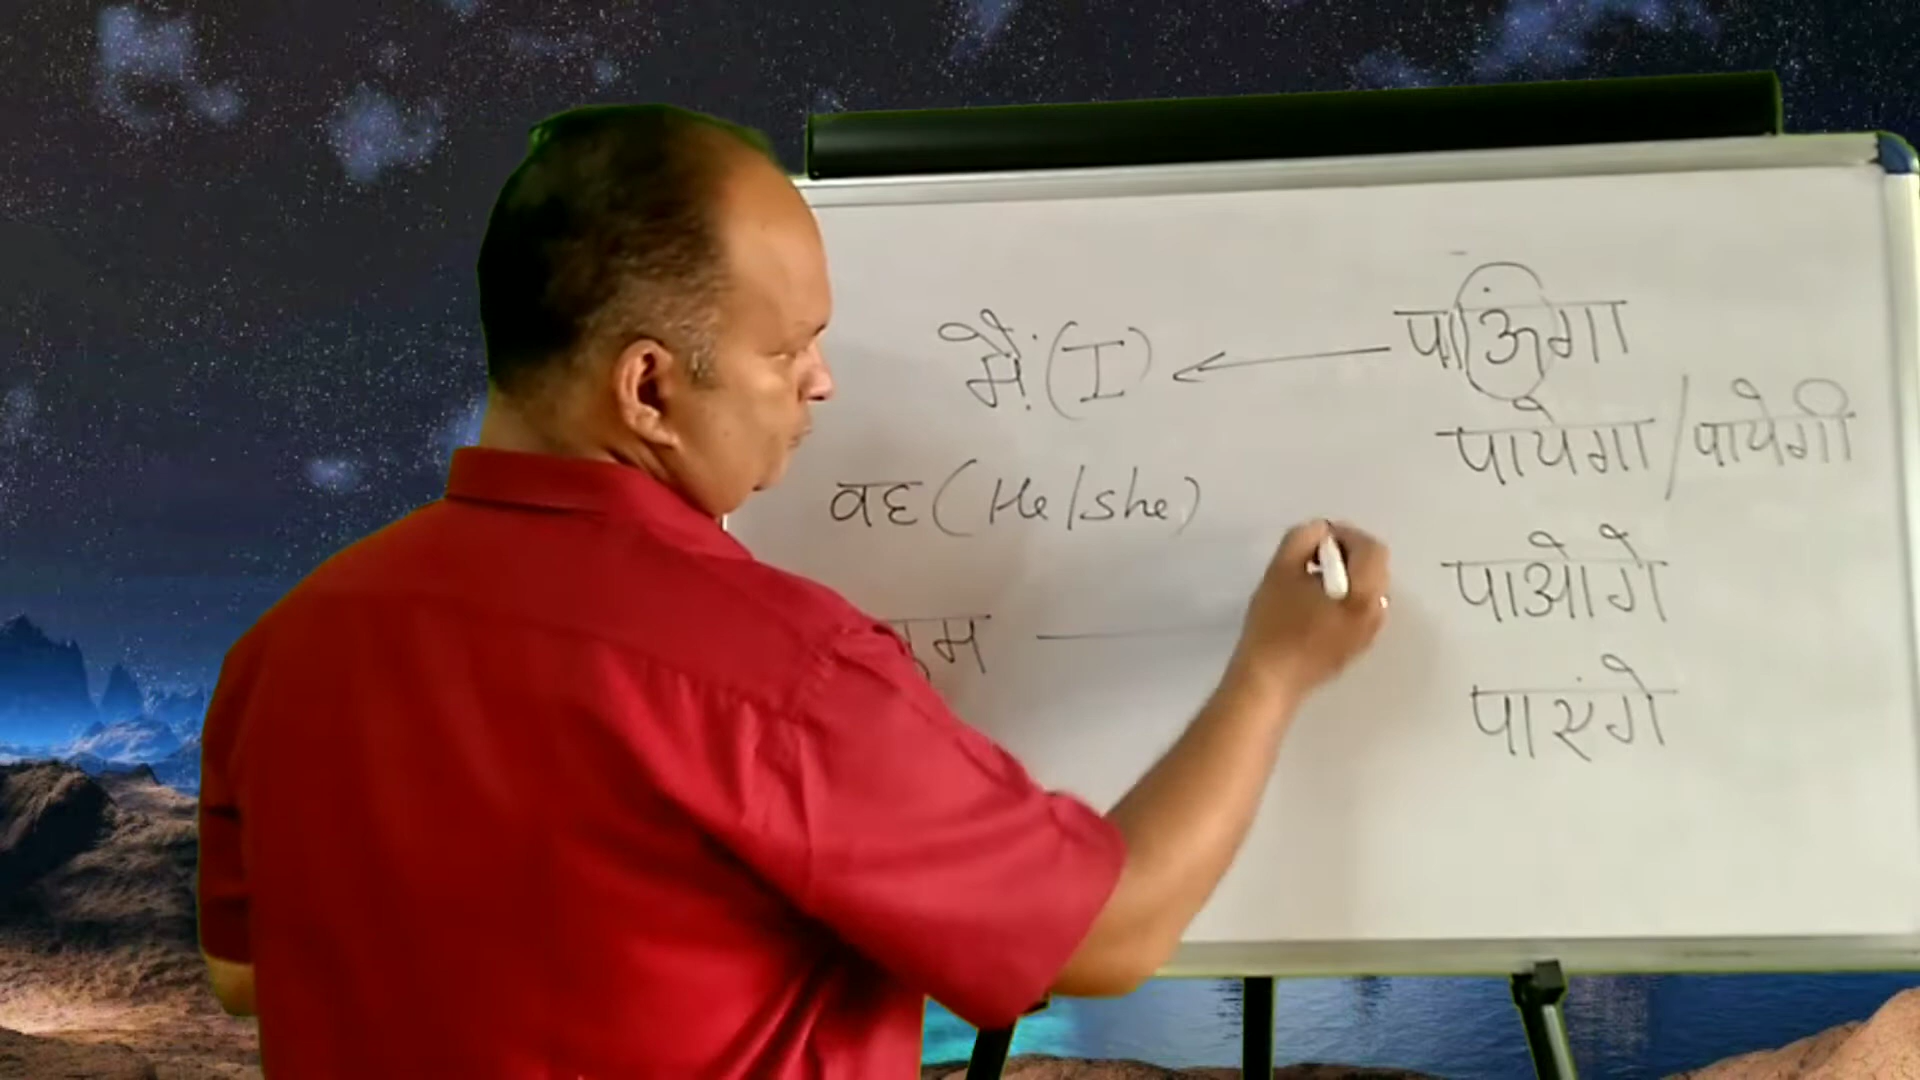 मैं (I) ← पाऊंगा
पायेगा / पायेगी
वह (He/she)
पाओगे
तुम —
पाएंगे